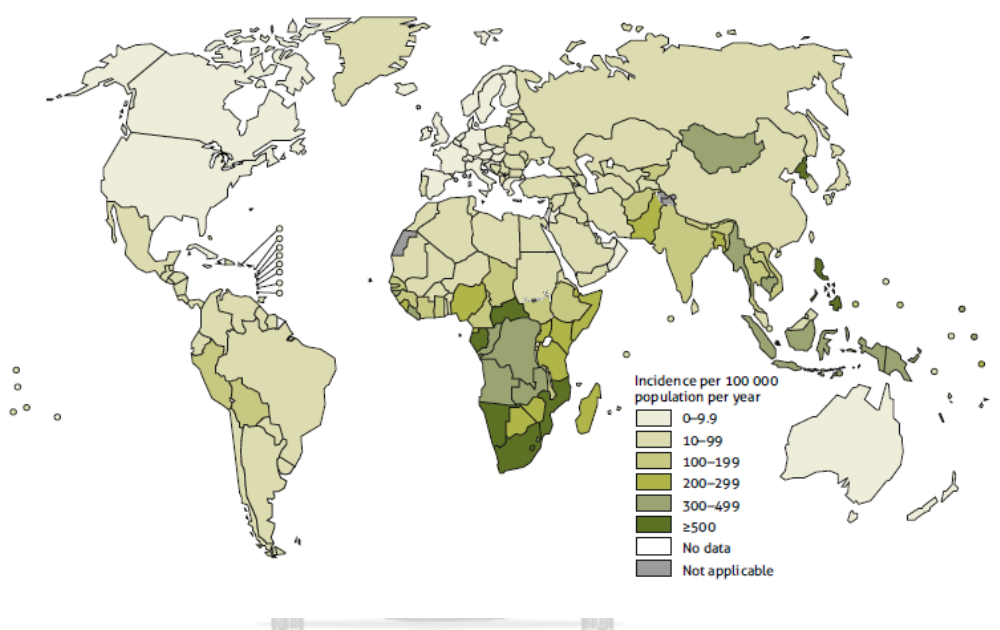 Incidence per 100 000
population per year
0–9.9
10–99
100–199
200–299
300–499
≥500
No data
Not applicable